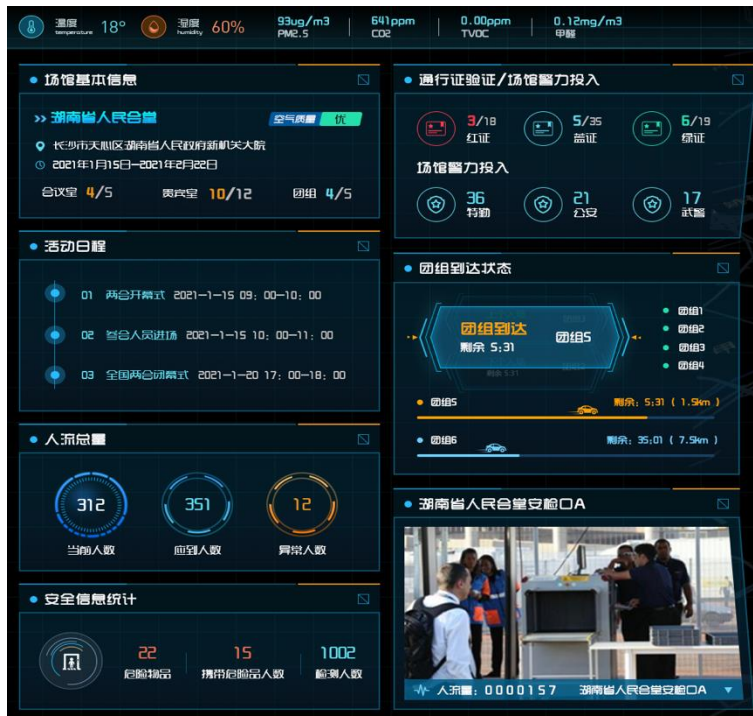 温度 temperature 18° 湿度 humidity 60% 93ug/m3 PM2.5 641ppm CO2 0.00ppm TVOC 0.12mg/m3 甲醛
场馆基本信息
>> 湖南省人民会堂 空气质量 优
长沙市天心区湖南省人民政府新机关大院
2021年1月15日—2021年2月22日
会议室 4/5 贵宾室 10/12 团组 4/5
活动日程
01 两会开幕式 2021-1-15 09：00-10：00
02 参会人员进场 2021-1-15 10：00-11：00
03 全国两会闭幕式 2021-1-20 17：00-18：00
人流总量
312 351 12
当前人数 应到人数 异常人数
安全信息统计
22 15 1002
危险物品 携带危险品人数 检测人数
通行证验证/场馆警力投入
3/18 5/35 6/19
红证 蓝证 绿证
场馆警力投入
36 21 17
特勤 公安 武警
团组到达状态
团组到达 团组5
剩余 5:31
剩余 5:31
团组1
团组2
团组3
团组4
团组5 剩余：5:31 ( 1.5km )
团组6 剩余：35:01 ( 7.5km )
湖南省人民会堂安检口A
人流量：0000157 湖南省人民会堂安检口A